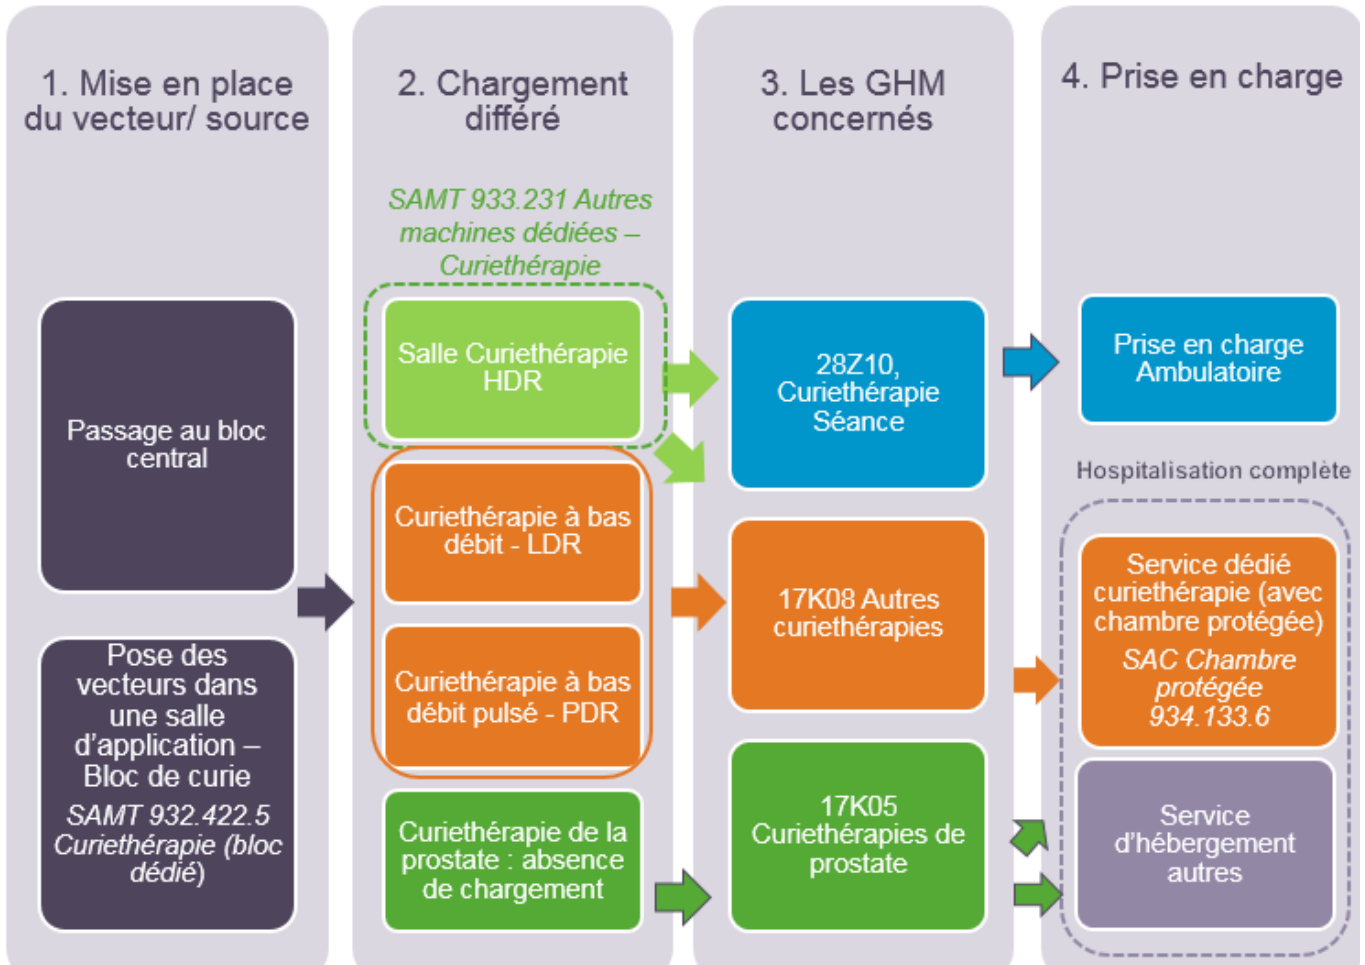 1. Mise en place
du vecteur/ source
Passage au bloc
central
Pose des
vecteurs dans
une salle
d'application –
Bloc de curie
SAMT 932.422.5
Curiethérapie (bloc
dédié)
2. Chargement
différé
SAMT 933.231 Autres
machines dédiées –
Curiethérapie
Salle Curiethérapie
HDR
Curiethérapie à bas
débit - LDR
Curiethérapie à bas
débit pulsé - PDR
Curiethérapie de la
prostate : absence
de chargement
3. Les GHM
concernés
28Z10,
Curiethérapie
Séance
17K08 Autres
curiethérapies
17K05
Curiethérapies de
prostate
4. Prise en charge
Prise en charge
Ambulatoire
Hospitalisation complète
Service dédié
curiethérapie (avec
chambre protégée)
SAC Chambre
protégée
934.133.6
Service
d'hébergement
autres